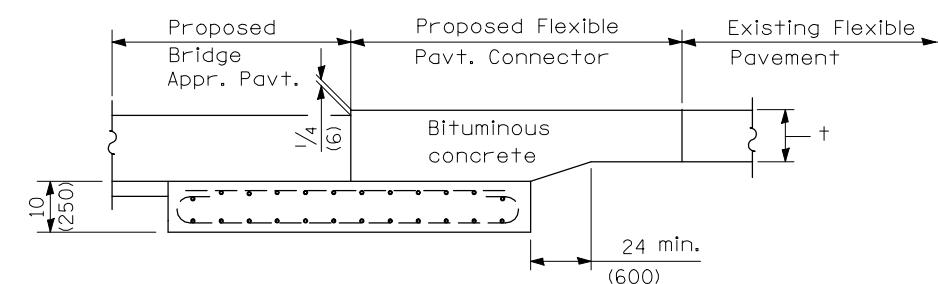 Proposed
Bridge
Appr. Pavt.
Proposed Flexible
Pavt. Connector
Existing Flexible
Pavement
1/4
(6)
Bituminous
concrete
t
10
(250)
24 min.
(600)